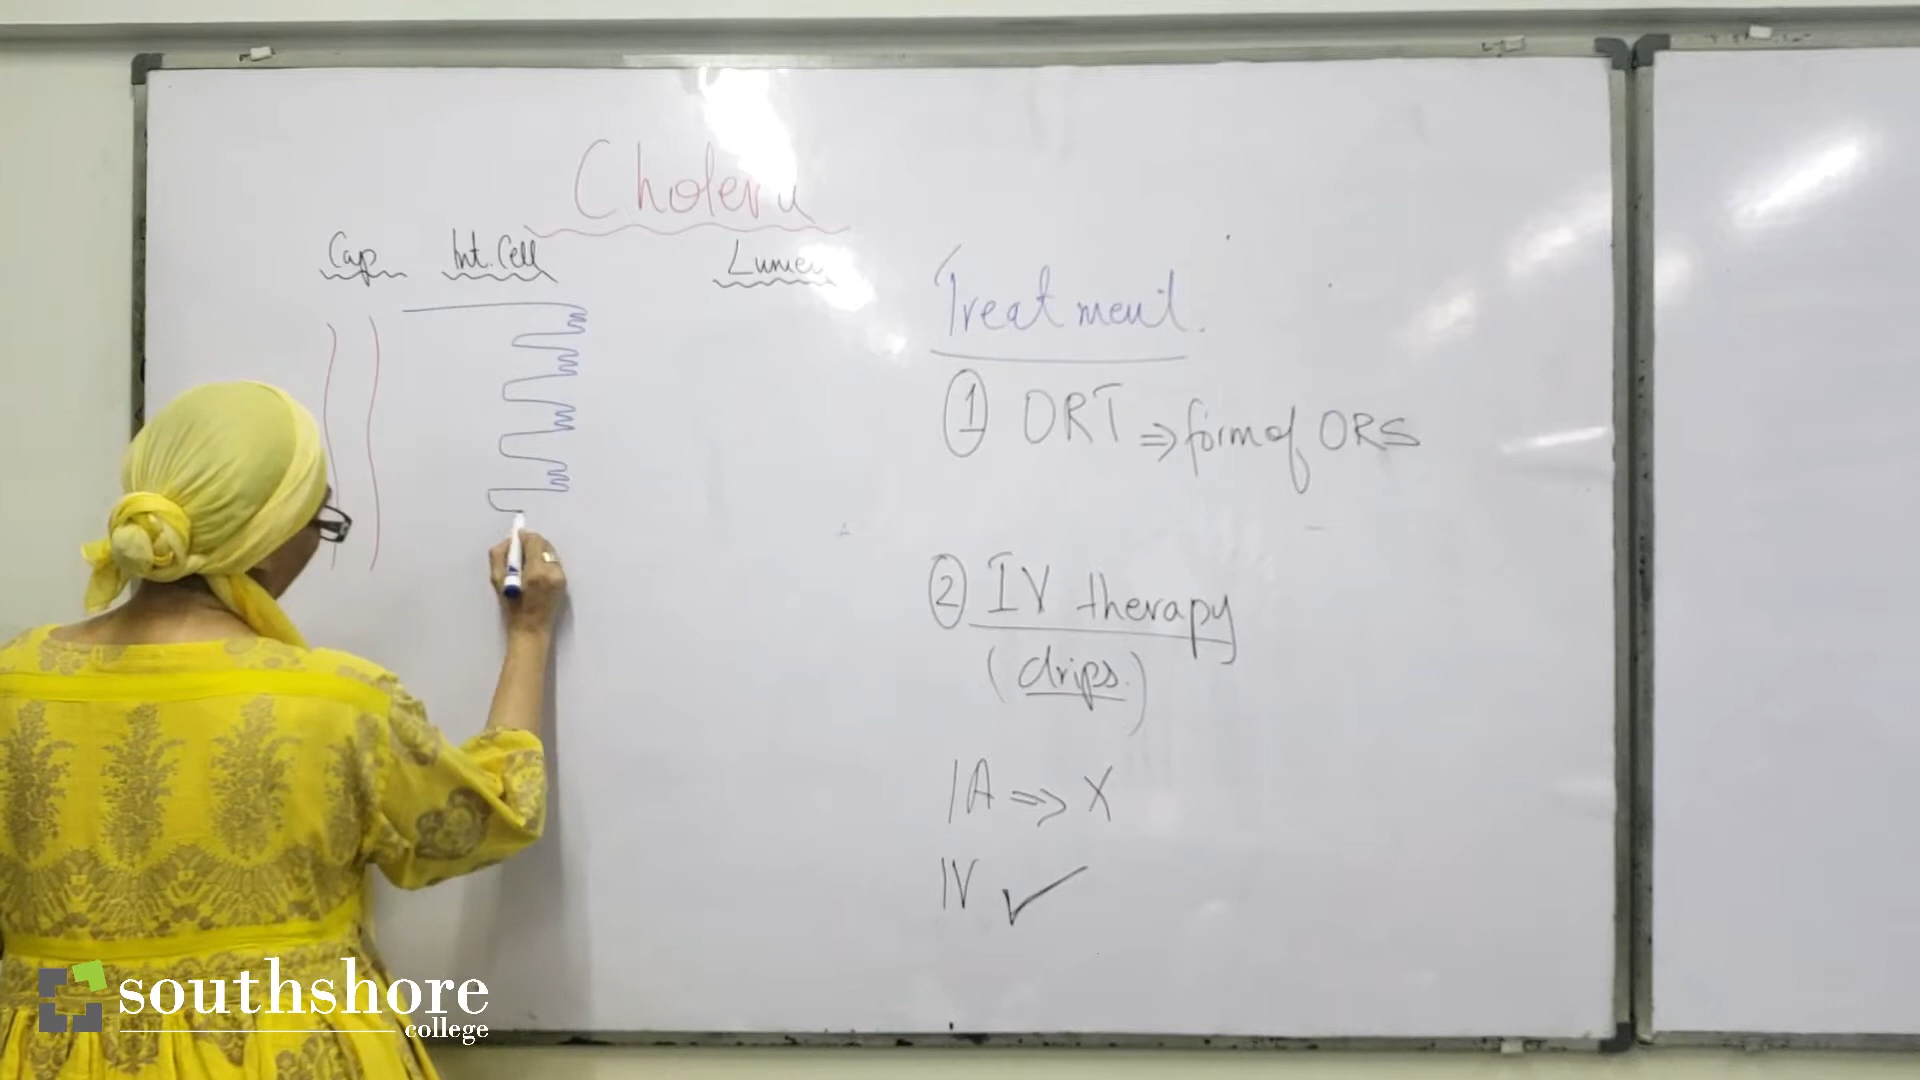 Cholera
Cap Int. Cell Lumen
Treatment.
① ORT ⇒ form of ORS
② IV therapy
(drips.)
IA ⇒ X
IV ✓
southshore
college